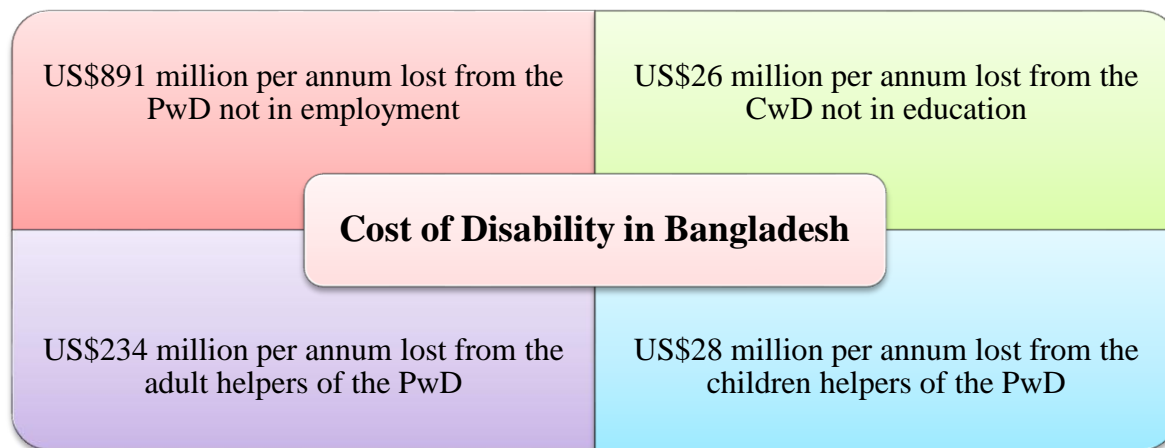 US$891 million per annum lost from the
PwD not in employment
US$26 million per annum lost from the
CwD not in education
Cost of Disability in Bangladesh
US$234 million per annum lost from the
adult helpers of the PwD
US$28 million per annum lost from the
children helpers of the PwD